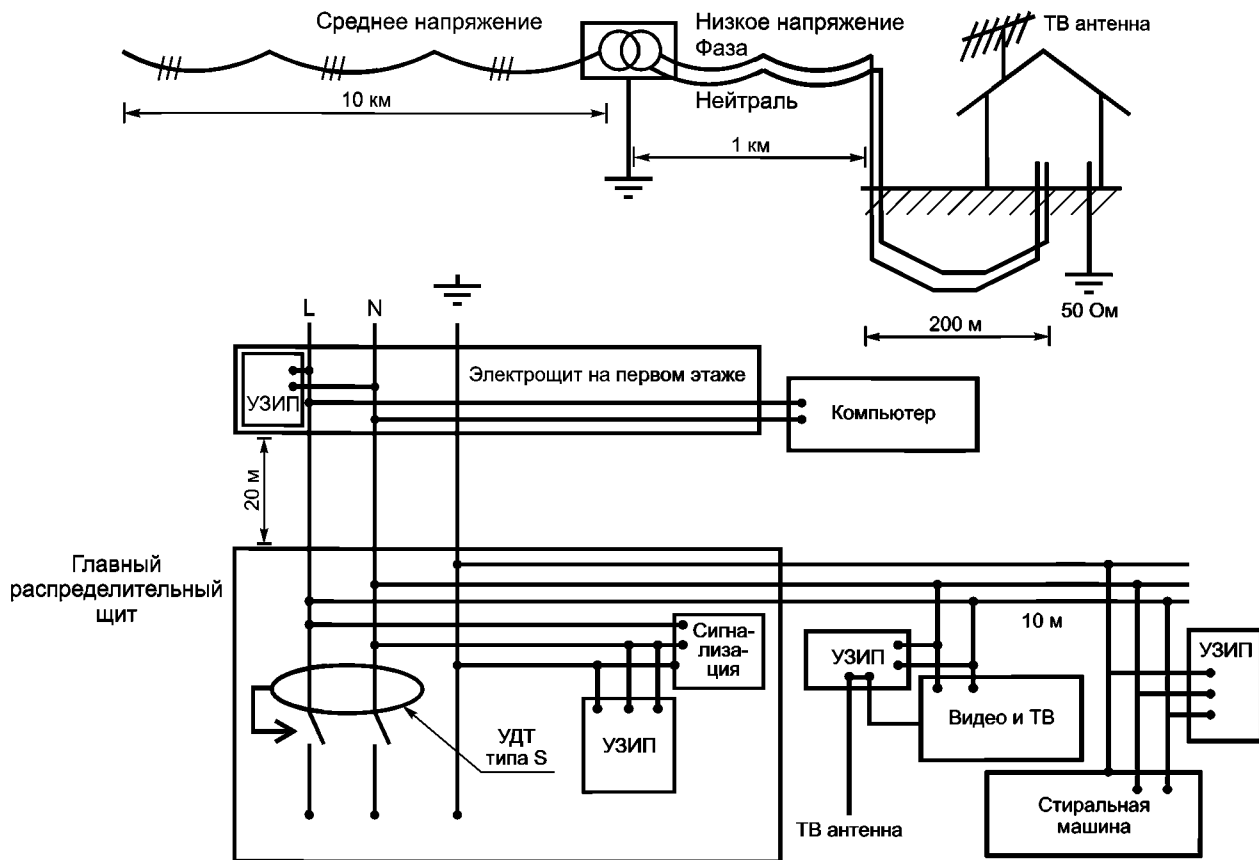 Среднее напряжение
Низкое напряжение
Фаза
ТВ антенна
Нейтраль
10 км
1 км
50 Ом
200 м
L
N
Электрощит на первом этаже
УЗИП
Компьютер
20 м
Главный
распределительный
щит
10 м
Сигна-
лиза-
ция
УЗИП
УЗИП
Видео и ТВ
УДТ
типа S
УЗИП
Стиральная
машина
ТВ антенна